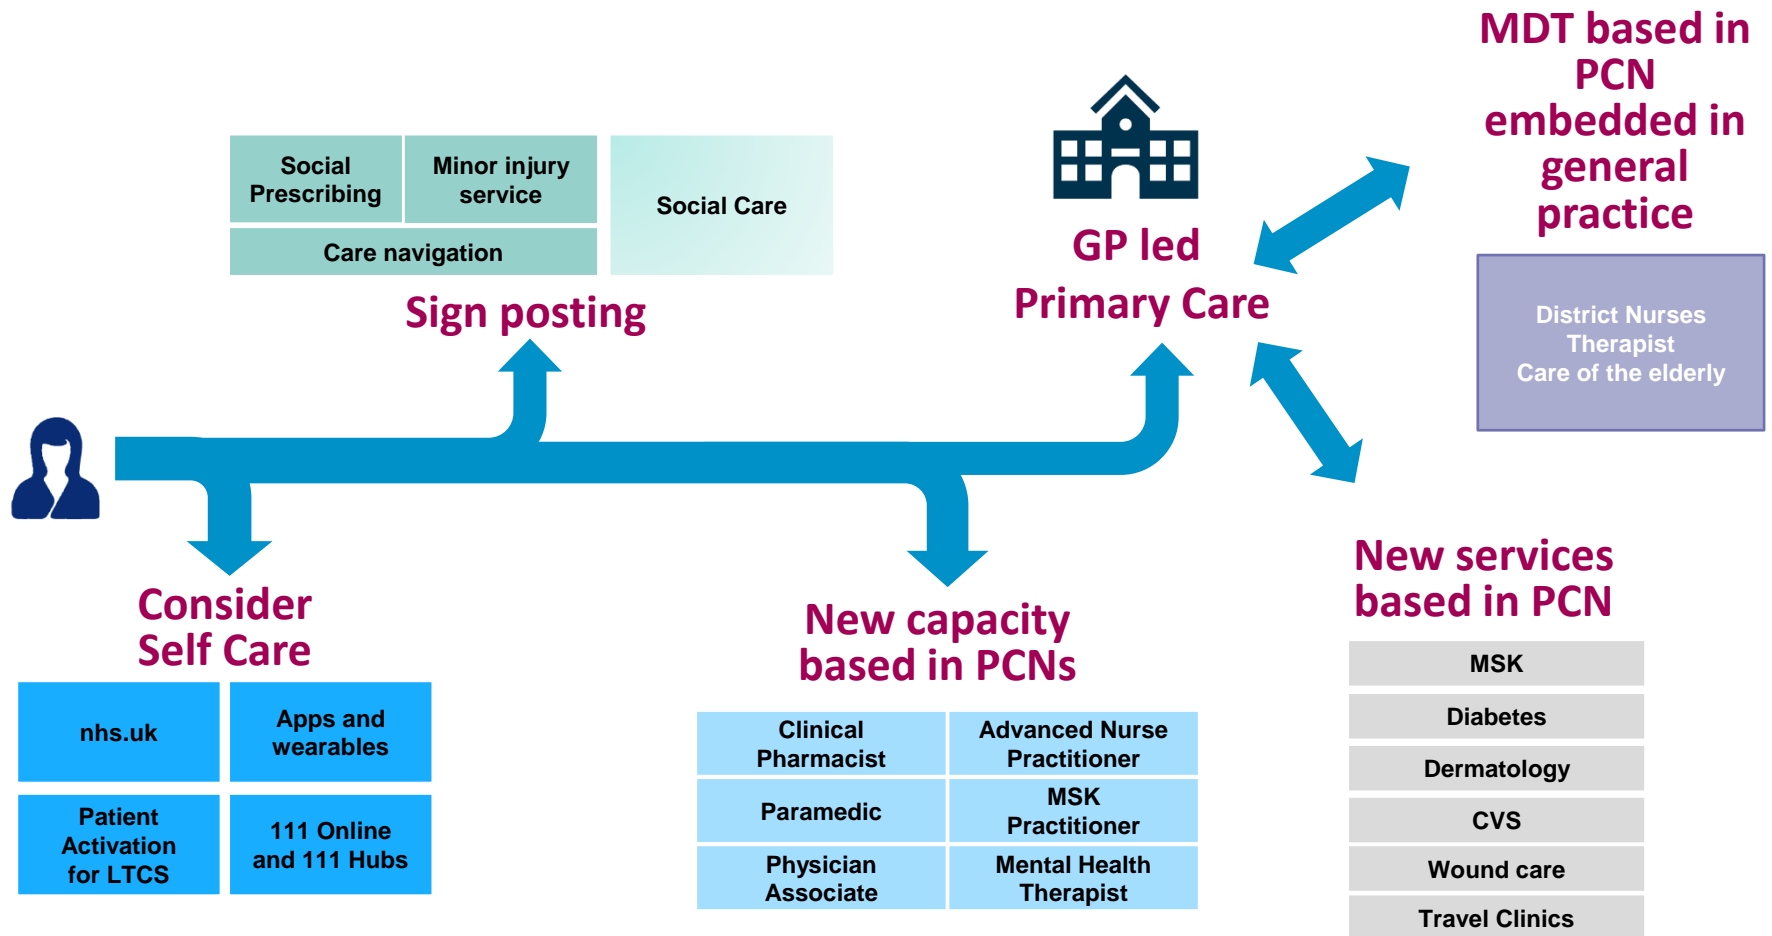 MDT based in
PCN
embedded in
general
practice
Social
Prescribing
Minor injury
service
Social Care
Care navigation
Sign posting
GP led
Primary Care
District Nurses
Therapist
Care of the elderly
Consider
Self Care
nhs.uk
Apps and
wearables
Patient
Activation
for LTCS
111 Online
and 111 Hubs
New capacity
based in PCNs
Clinical
Pharmacist
Advanced Nurse
Practitioner
Paramedic
MSK
Practitioner
Physician
Associate
Mental Health
Therapist
New services
based in PCN
MSK
Diabetes
Dermatology
CVS
Wound care
Travel Clinics